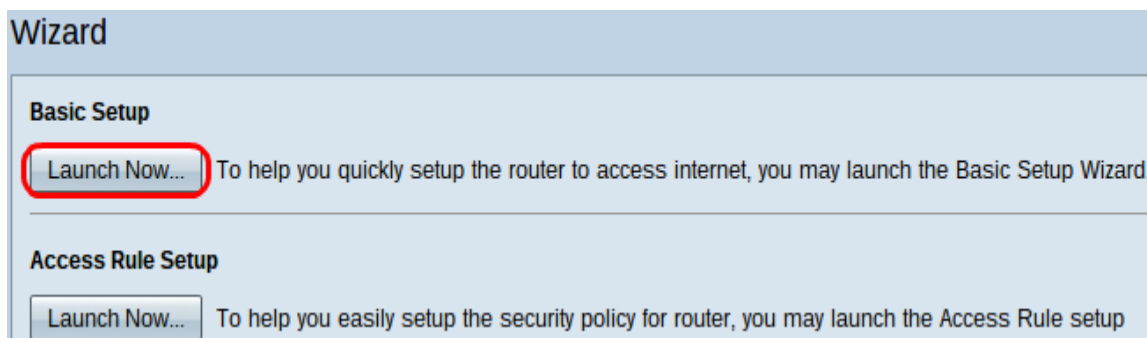 Wizard
Basic Setup
Launch Now... To help you quickly setup the router to access internet, you may launch the Basic Setup Wizard
Access Rule Setup
Launch Now... To help you easily setup the security policy for router, you may launch the Access Rule setup